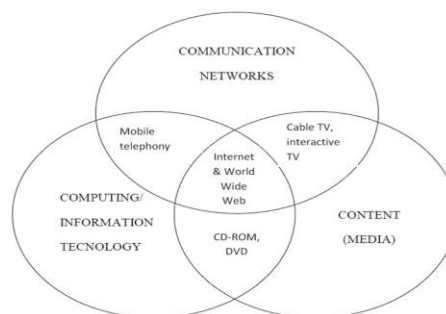 COMMUNICATION
NETWORKS
Mobile
telephony
Cable TV,
interactive
TV
Internet
& World
Wide
Web
COMPUTING/
INFORMATION
TECNOLOGY
CONTENT
(MEDIA)
CD-ROM,
DVD